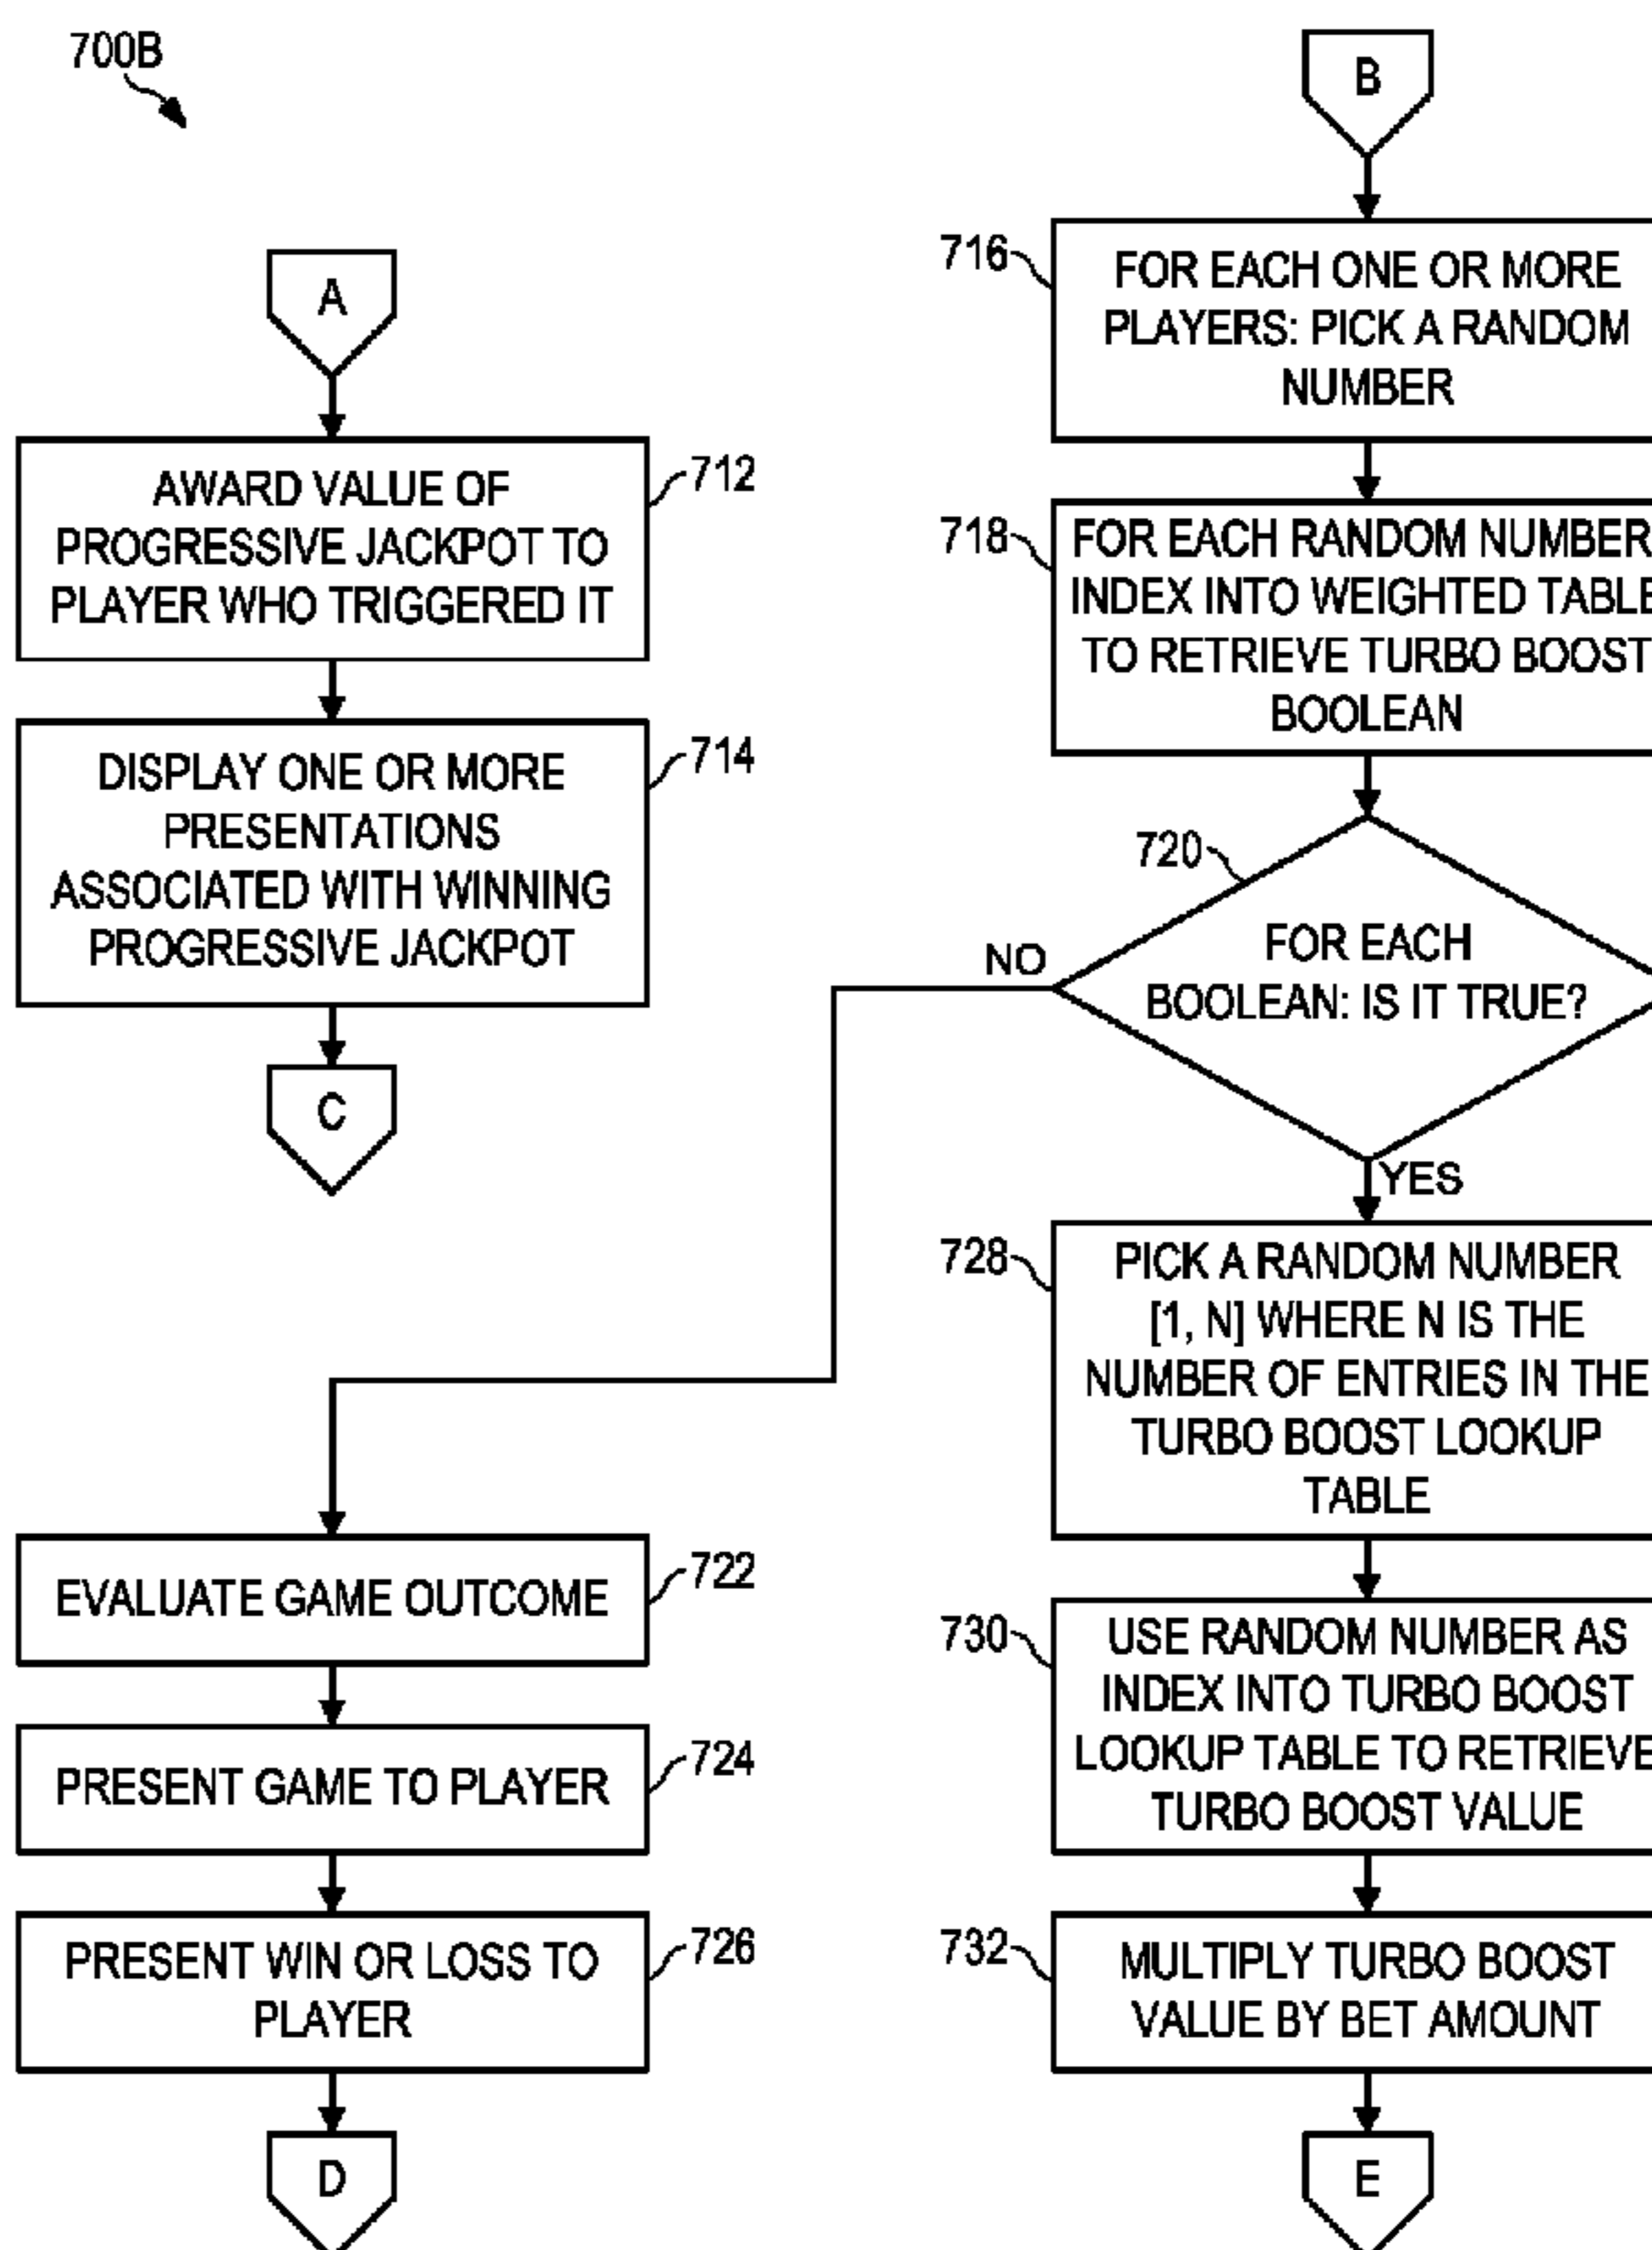 700B
A
AWARD VALUE OF
PROGRESSIVE JACKPOT TO
PLAYER WHO TRIGGERED IT
712
DISPLAY ONE OR MORE
PRESENTATIONS
ASSOCIATED WITH WINNING
PROGRESSIVE JACKPOT
714
C
B
716
FOR EACH ONE OR MORE
PLAYERS: PICK A RANDOM
NUMBER
718
FOR EACH RANDOM NUMBER
INDEX INTO WEIGHTED TABLE
TO RETRIEVE TURBO BOOST
BOOLEAN
720
FOR EACH
BOOLEAN: IS IT TRUE?
NO
YES
EVALUATE GAME OUTCOME
722
PRESENT GAME TO PLAYER
724
PRESENT WIN OR LOSS TO
PLAYER
726
D
728
PICK A RANDOM NUMBER
[1, N] WHERE N IS THE
NUMBER OF ENTRIES IN THE
TURBO BOOST LOOKUP
TABLE
730
USE RANDOM NUMBER AS
INDEX INTO TURBO BOOST
LOOKUP TABLE TO RETRIEVE
TURBO BOOST VALUE
732
MULTIPLY TURBO BOOST
VALUE BY BET AMOUNT
E